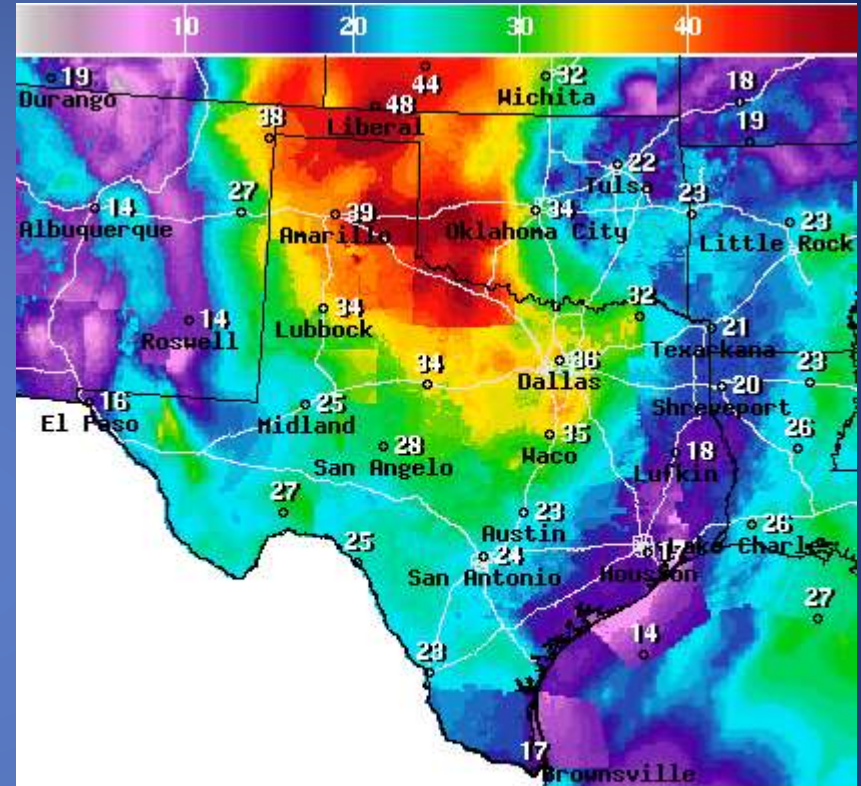 10 20 30 40
44
19 32 18
Durango Wichita
48
Liberal
38 19
22
Tulsa
14 27 39 34 23 23
Albuquerque Amarillo Oklahoma City Little Rock
14 34 32 21
Roswell Lubbock Texarkana
34 36 23
Dallas
16 25 20
El Paso Midland Shreveport
28 35 26
San Angelo Waco
18
Lufkin
27 23 26
Austin
25 24 17 Lake Charles
San Antonio Houston
27
14
23
17
Brownsville